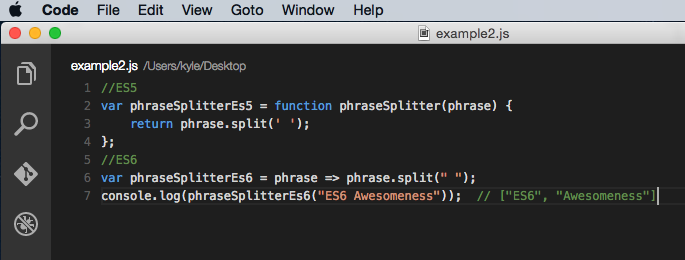 Code File Edit View Goto Window Help
example2.js
example2.js /Users/kyle/Desktop
1 //ES5
2 var phraseSplitterEs5 = function phraseSplitter(phrase) {
3     return phrase.split(' ');
4 };
5 //ES6
6 var phraseSplitterEs6 = phrase => phrase.split(" ");
7 console.log(phraseSplitterEs6("ES6 Awesomeness"));  // ["ES6", "Awesomeness"]